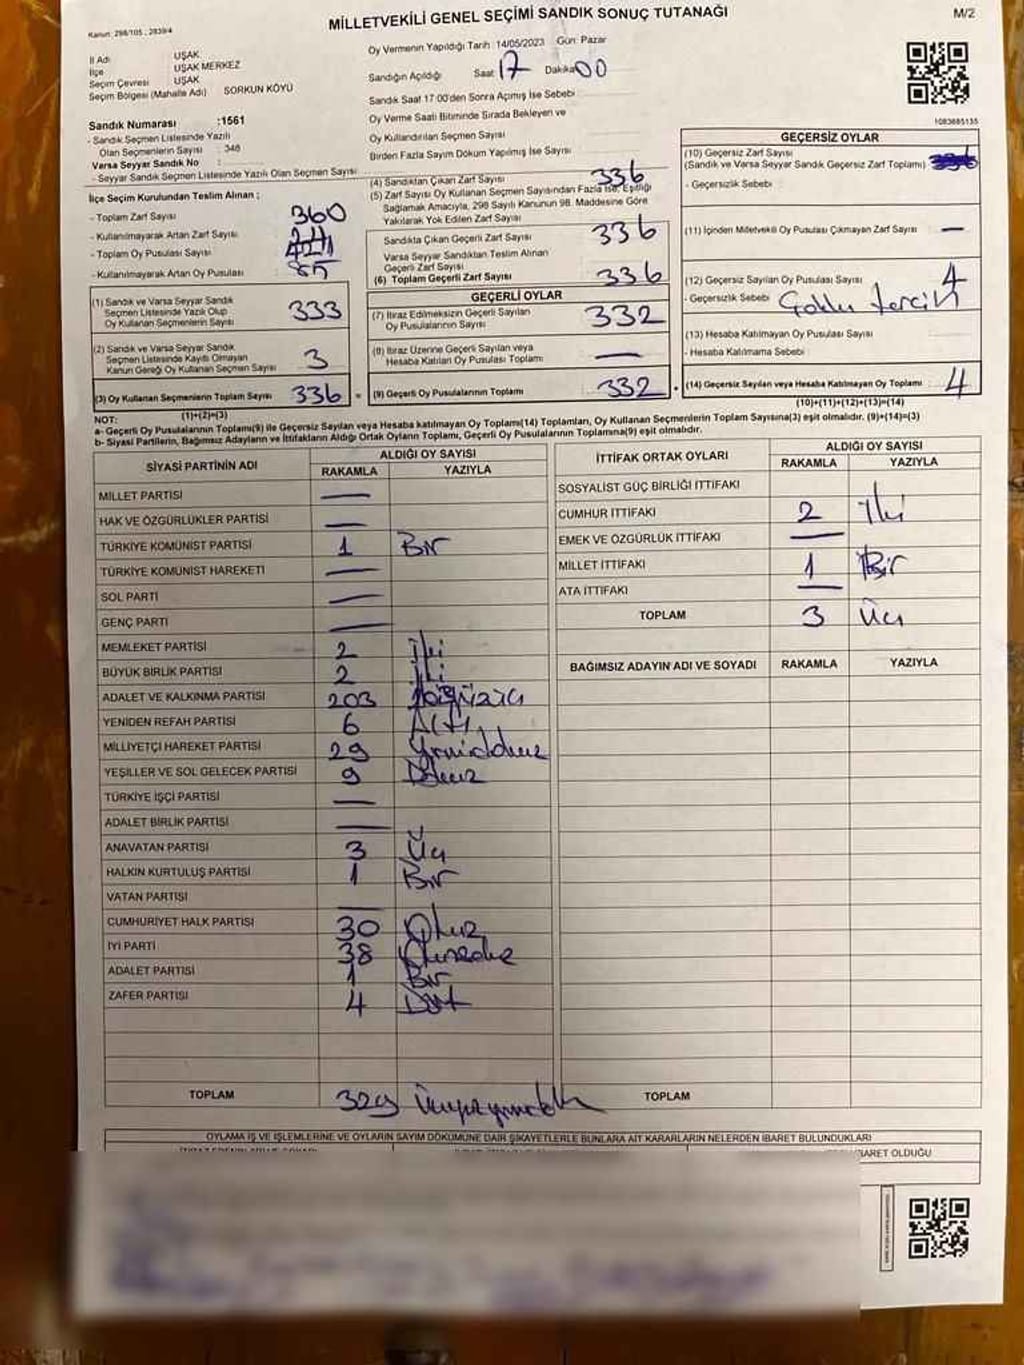 MİLLETVEKİLİ GENEL SEÇİMİ SANDIK SONUÇ TUTANAĞI
M/2
Kanun: 298/105 , 2839/4
İl Adı UŞAK
İlçe UŞAK MERKEZ
Seçim Çevresi UŞAK
Seçim Bölgesi (Mahalle Adı) SORKUN KÖYÜ
Sandık Numarası :1561
- Sandık Seçmen Listesinde Yazılı
Olan Seçmenlerin Sayısı : 348
Varsa Seyyar Sandık No :
- Seyyar Sandık Listesinde Yazılı Olan Seçmen Sayısı
Oy Vermenin Yapıldığı Tarih :14/05/2023 Gün: Pazar
Sandığın Açıldığı Saat 17 Dakika 00
Sandık Saat 17:00'den Sonra Açmış İse Sebebi
Oy Verme Saati Bitiminde Sırada Bekleyen ve
Oy Kullandırılan Seçmen Sayısı
Birden Fazla Sayım Döküm Yapılmış İse Sayısı
1083685135
İlçe Seçim Kurulundan Teslim Alınan ;
- Toplam Zarf Sayısı 360
- Kullanılmayarak Artan Zarf Sayısı
- Toplam Oy Pusulası Sayısı
- Kullanılmayarak Artan Oy Pusulası
(1) Sandık ve Varsa Seyyar Sandık
Seçmen Listesinde Yazılı Olup
Oy Kullanan Seçmenlerin Sayısı 333
(2) Sandık ve Varsa Seyyar Sandık
Seçmen Listesinde Kayıtlı Olmayan
Kanun Gereği Oy Kullanan Seçmen Sayısı 3
(3) Oy Kullanan Seçmenlerin Toplam Sayısı 336 =
(1)+(2)=(3)
(4) Sandıktan Çıkan Zarf Sayısı 336
(5) Zarf Sayısı Oy Kullanan Seçmen Sayısından Fazla İse, Eşitliği
Sağlamak Amacıyla, 298 Sayılı Kanunun 98. Maddesine Göre
Yakılarak Yok Edilen Zarf Sayısı
Sandıkta Çıkan Geçerli Zarf Sayısı 336
Varsa Seyyar Sandıktan Teslim Alınan
Geçerli Zarf Sayısı
(6) Toplam Geçerli Zarf Sayısı 336
GEÇERLİ OYLAR
(7) İtiraz Edilmeksizin Geçerli Sayılan
Oy Pusulalarının Sayısı 332
(8) İtiraz Üzerine Geçerli Sayılan veya
Hesaba Katılan Oy Pusulası Toplamı —
(9) Geçerli Oy Pusulalarının Toplamı 332 +
GEÇERSİZ OYLAR
(10) Geçersiz Zarf Sayısı
(Sandık ve Varsa Seyyar Sandık Geçersiz Zarf Toplamı)
- Geçersizlik Sebebi :
(11) İçinden Milletvekili Oy Pusulası Çıkmayan Zarf Sayısı —
(12) Geçersiz Sayılan Oy Pusulası Sayısı 4
- Geçersizlik Sebebi Çoklu tercih
(13) Hesaba Katılmayan Oy Pusulası Sayısı
- Hesaba Katılmama Sebebi
(14) Geçersiz Sayılan veya Hesaba Katılmayan Oy Toplamı 4
(10)+(11)+(12)+(13)=(14)
NOT:
a- Geçerli Oy Pusulalarının Toplamı(9) ile Geçersiz Sayılan veya Hesaba katılmayan Oy Toplamı(14) Toplamları, Oy Kullanan Seçmenlerin Toplam Sayısına(3) eşit olmalıdır. (9)+(14)=(3)
b- Siyasi Partilerin, Bağımsız Adayların ve İttifakların Aldığı Ortak Oyların Toplamı, Geçerli Oy Pusulalarının Toplamına(9) eşit olmalıdır.
SİYASİ PARTİNİN ADI ALDIĞI OY SAYISI
RAKAMLA YAZIYLA
MİLLET PARTİSİ —
HAK VE ÖZGÜRLÜKLER PARTİSİ —
TÜRKİYE KOMÜNİST PARTİSİ 1 Bir
TÜRKİYE KOMÜNİST HAREKETİ —
SOL PARTİ —
GENÇ PARTİ —
MEMLEKET PARTİSİ 2 İki
BÜYÜK BİRLİK PARTİSİ 2 İki
ADALET VE KALKINMA PARTİSİ 203 İkiyüzüç
YENİDEN REFAH PARTİSİ 6 Altı
MİLLİYETÇİ HAREKET PARTİSİ 29 Yirmidokuz
YEŞİLLER VE SOL GELECEK PARTİSİ 9 Dokuz
TÜRKİYE İŞÇİ PARTİSİ —
ADALET BİRLİK PARTİSİ —
ANAVATAN PARTİSİ 3 Üç
HALKIN KURTULUŞ PARTİSİ 1 Bir
VATAN PARTİSİ —
CUMHURİYET HALK PARTİSİ 30 Otuz
İYİ PARTİ 38 Otuzsekiz
ADALET PARTİSİ 1 Bir
ZAFER PARTİSİ 4 Dört
TOPLAM 329 Üçyüzyirmidokuz
İTTİFAK ORTAK OYLARI ALDIĞI OY SAYISI
RAKAMLA YAZIYLA
SOSYALİST GÜÇ BİRLİĞİ İTTİFAKI
CUMHUR İTTİFAKI 2 İki
EMEK VE ÖZGÜRLÜK İTTİFAKI —
MİLLET İTTİFAKI 1 Bir
ATA İTTİFAKI —
TOPLAM 3 Üç
BAĞIMSIZ ADAYIN ADI VE SOYADI RAKAMLA YAZIYLA
TOPLAM
OYLAMA İŞ VE İŞLEMLERİNE VE OYLARIN SAYIM DÖKÜMÜNE DAİR ŞİKAYETLERLE BUNLARA AİT KARARLARIN NELERDEN İBARET BULUNDUKLARI
İBARET OLDUĞU